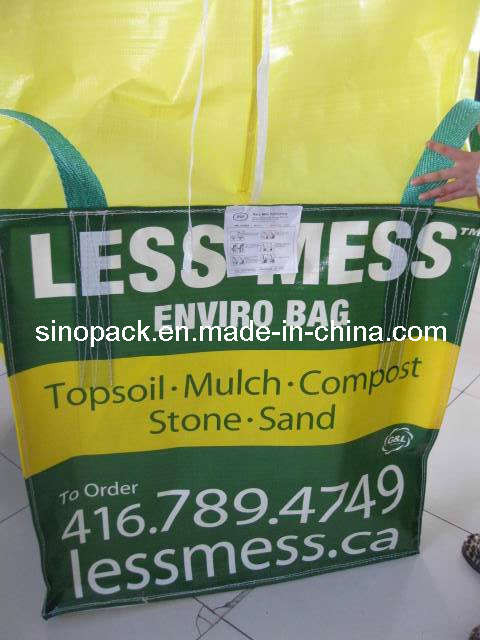 LESS MESS™
ENVIRO BAG
sinopack.en.made-in-china.com
Topsoil · Mulch · Compost
Stone · Sand
G&L
To Order
416.789.4749
lessmess.ca